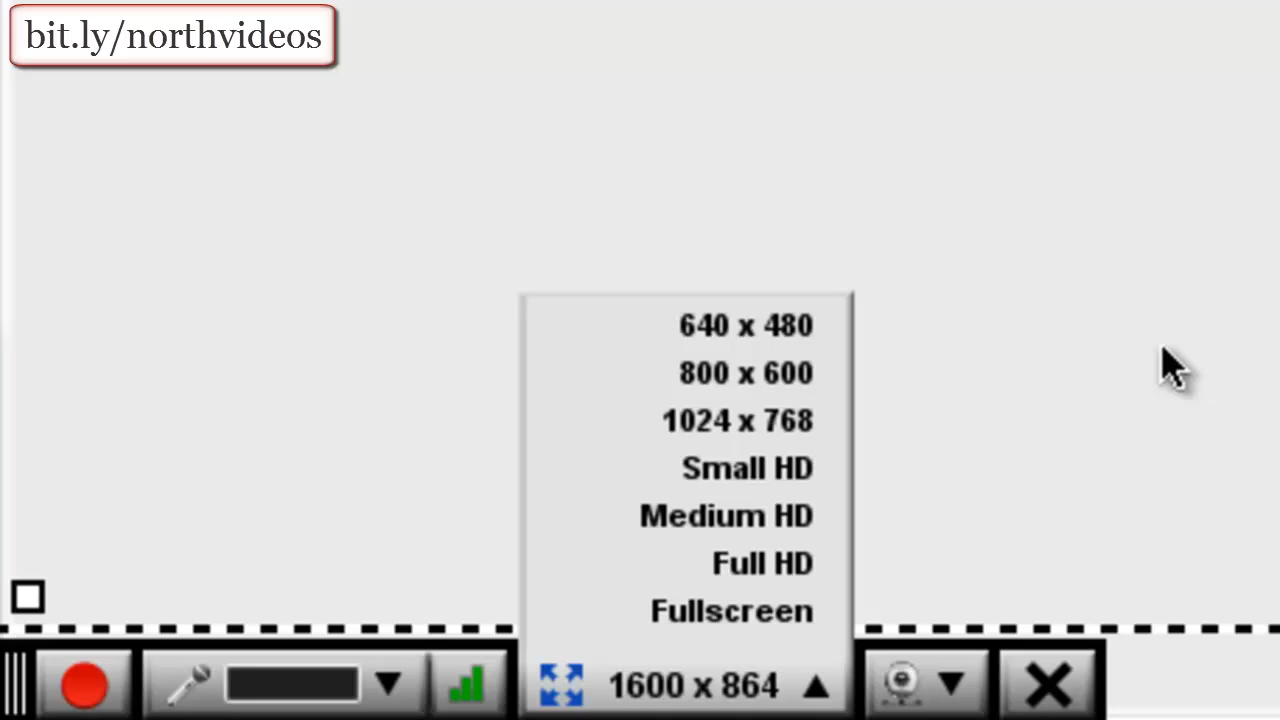 bit.ly/northvideos
640 x 480
800 x 600
1024 x 768
Small HD
Medium HD
Full HD
Fullscreen
1600 x 864